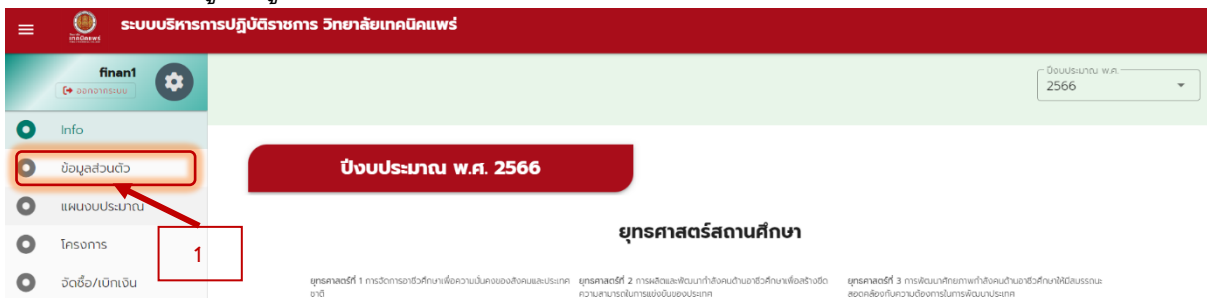 ระบบบริหารการปฏิบัติราชการ วิทยาลัยเทคนิคแพร่
finan1
ออกจากระบบ
ปีงบประมาณ พ.ศ.
2566
Info
ข้อมูลส่วนตัว
แผนงบประมาณ
โครงการ
จัดซื้อ/เบิกเงิน
1
ปีงบประมาณ พ.ศ. 2566
ยุทธศาสตร์สถานศึกษา
ยุทธศาสตร์ที่ 1 การจัดการอาชีวศึกษาเพื่อความมั่นคงของสังคมและประเทศ
ชาติ
ยุทธศาสตร์ที่ 2 การผลิตและพัฒนากำลังคนด้านอาชีวศึกษาเพื่อสร้างขีด
ความสามารถในการแข่งขันของประเทศ
ยุทธศาสตร์ที่ 3 การพัฒนาศักยภาพกำลังคนด้านอาชีวศึกษาให้มีสมรรถนะ
สอดคล้องกับความต้องการในการพัฒนาประเทศ